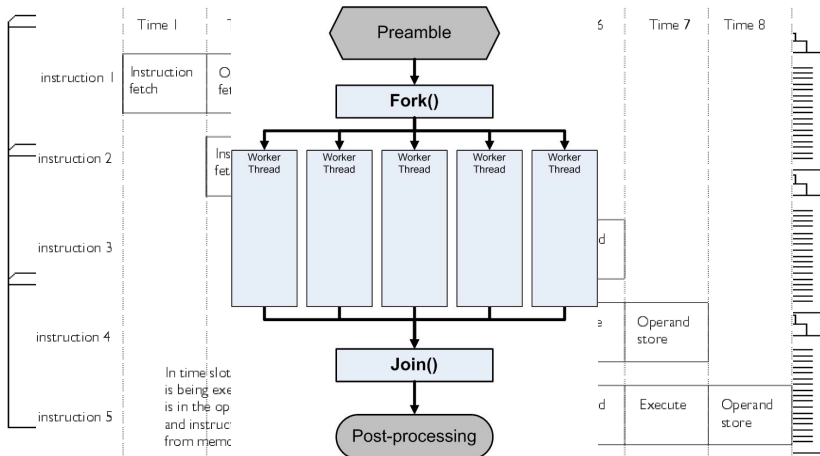 Time 1
Preamble
6
Time 7
Time 8
instruction 1
Instruction
fetch
Fork()
instruction 2
Worker
Thread
Worker
Thread
Worker
Thread
Worker
Thread
Worker
Thread
instruction 3
instruction 4
Operand
store
In time slot
is being exe
is in the op
and instruc
from memo
Join()
instruction 5
Execute
Operand
store
Post-processing